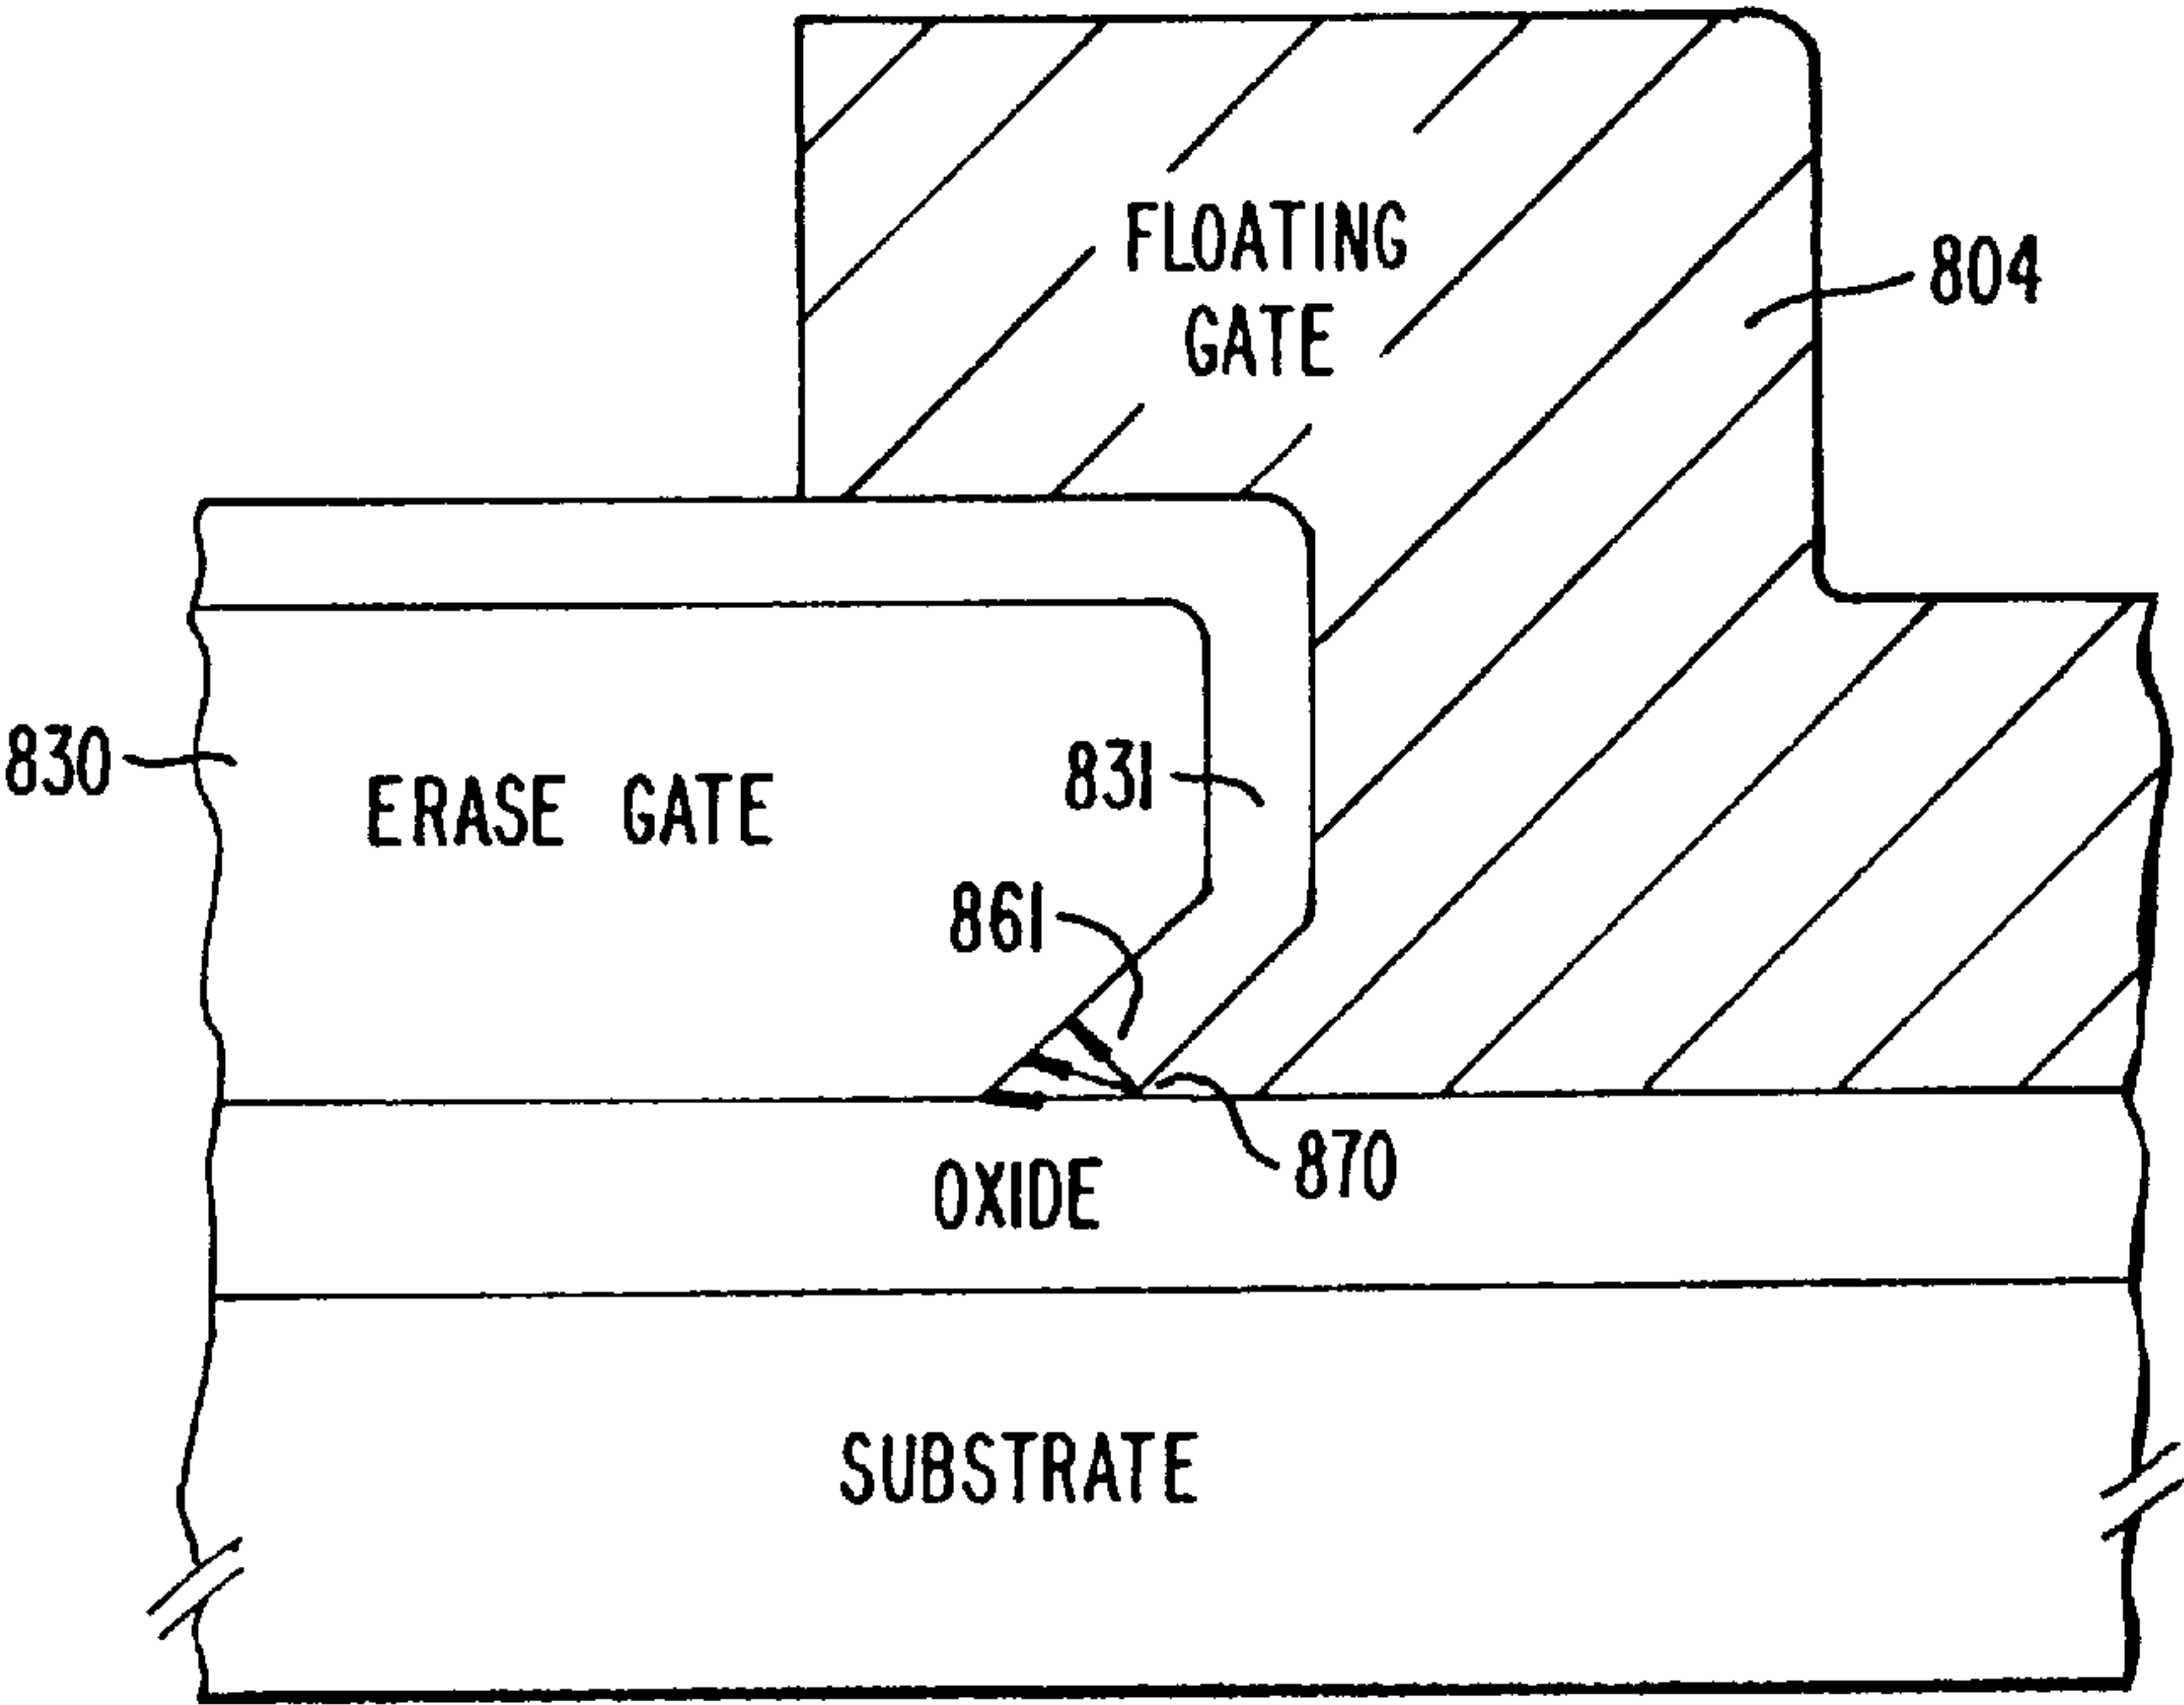 FLOATING
GATE
804
830
ERASE GATE
831
861
870
OXIDE
SUBSTRATE